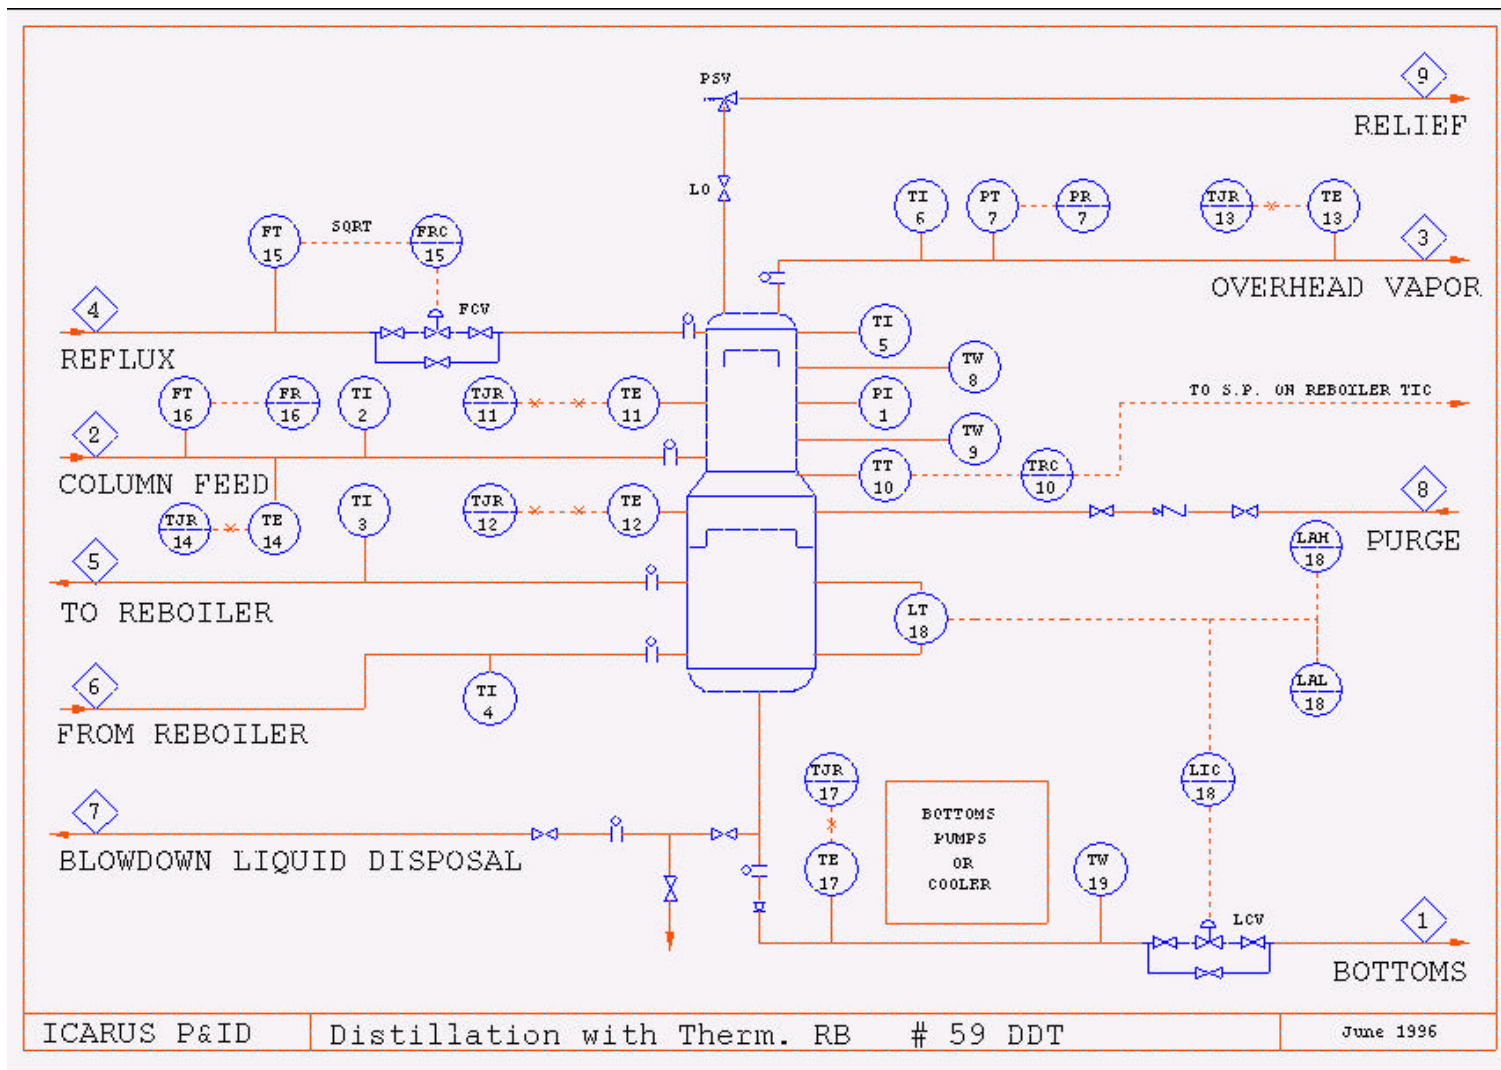 PSV
9
RELIEF
LO
TI
6
PT
7
PR
7
TJR
13
TE
13
3
OVERHEAD VAPOR
FT
15
SQRT
FRC
15
4
FCV
REFLUX
TI
5
TW
8
FT
16
FR
16
TI
2
TJR
11
TE
11
PI
1
TO S.P. ON REBOILER TIC
2
COLUMN FEED
TW
9
TT
10
TRC
10
TJR
14
TE
14
TI
3
TJR
12
TE
12
8
PURGE
LAH
18
5
TO REBOILER
LT
18
6
FROM REBOILER
TI
4
LAL
18
7
BLOWDOWN LIQUID DISPOSAL
TJR
17
TE
17
BOTTOMS
PUMPS
OR
COOLER
LIC
18
TW
19
LCV
1
BOTTOMS
ICARUS P&ID
Distillation with Therm. RB # 59 DDT
June 1996